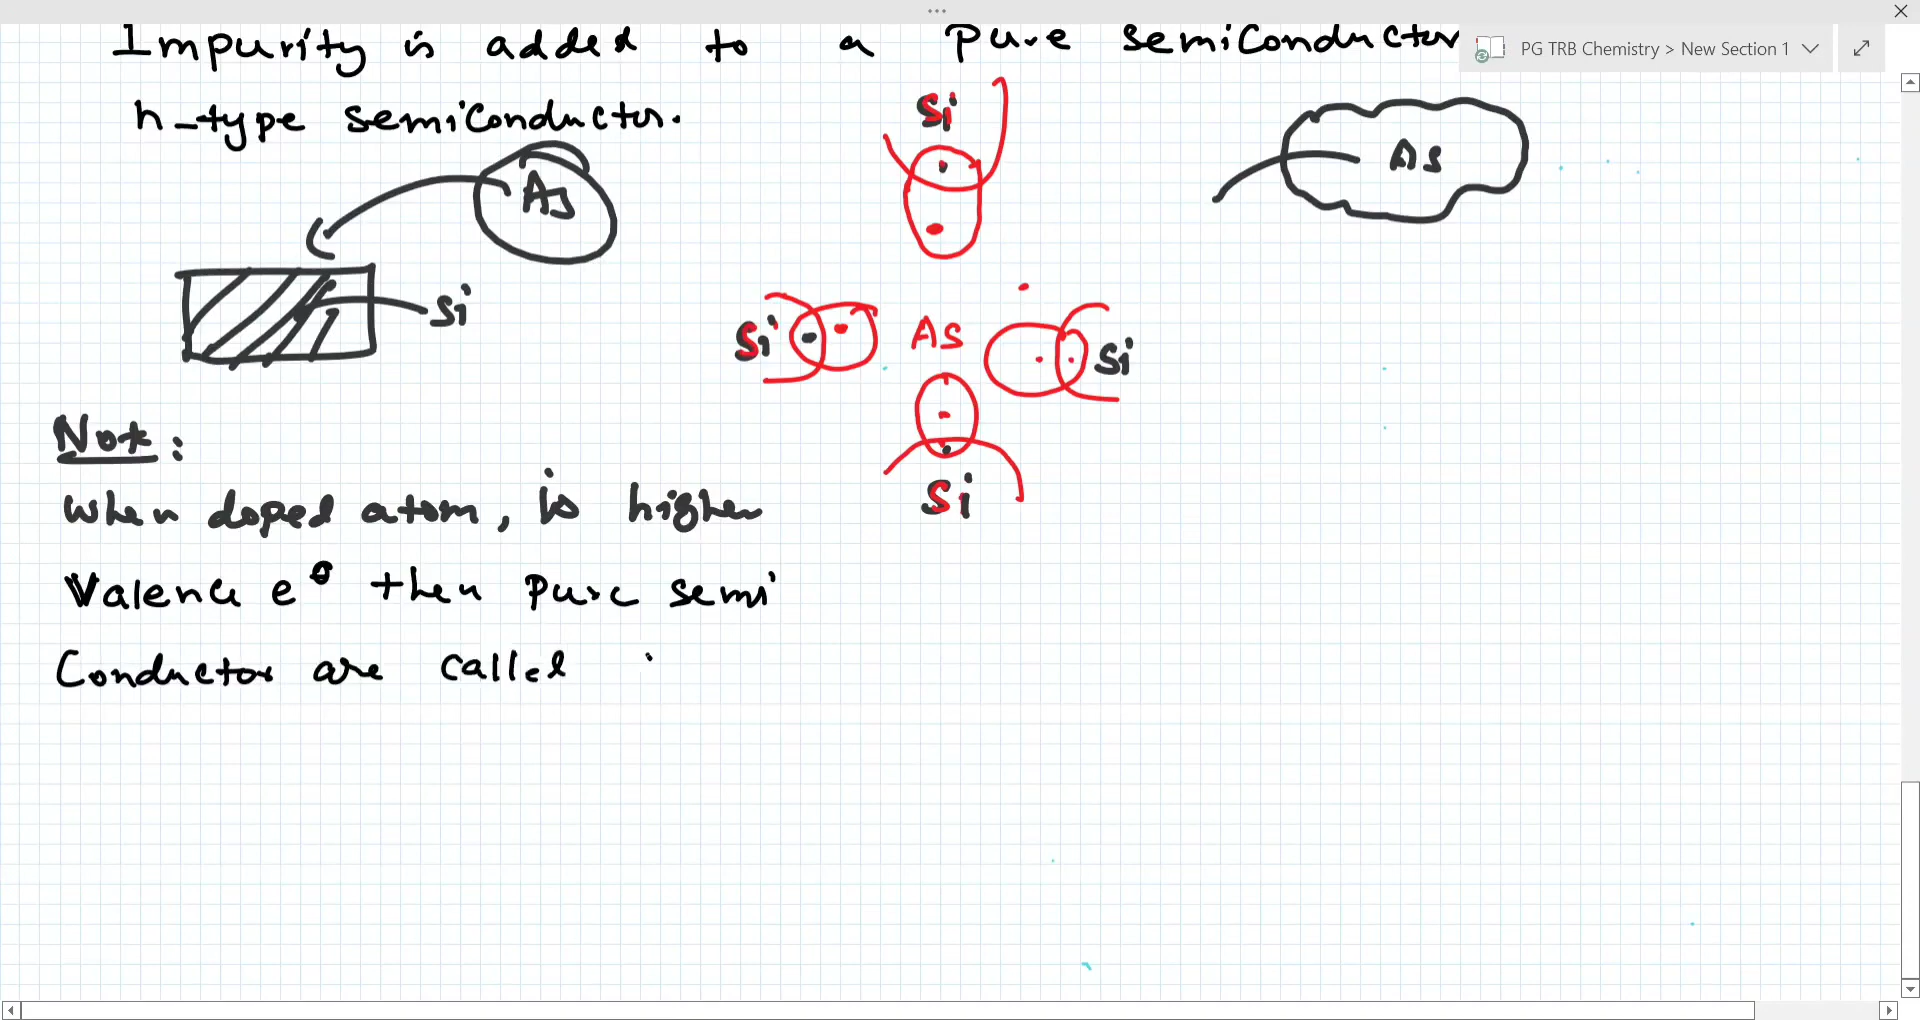 Impurity is added to a pure semiconductor
PG TRB Chemistry > New Section 1
n-type semiconductor.
Si
As
As
Si
Si
As
Si
Note:
Si
When doped atom, is higher
Valence e⊖ then pure semi
Conductor are called